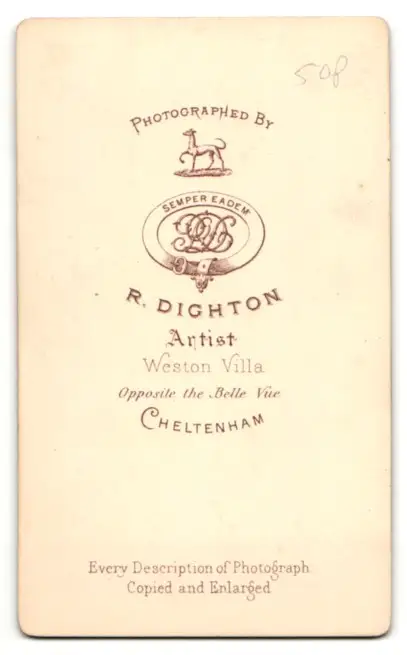 50p
PHOTOGRAPHED BY
SEMPER EADEM
R. DIGHTON
Artist
Weston Villa
Opposite the Belle Vue
CHELTENHAM
Every Description of Photograph
Copied and Enlarged